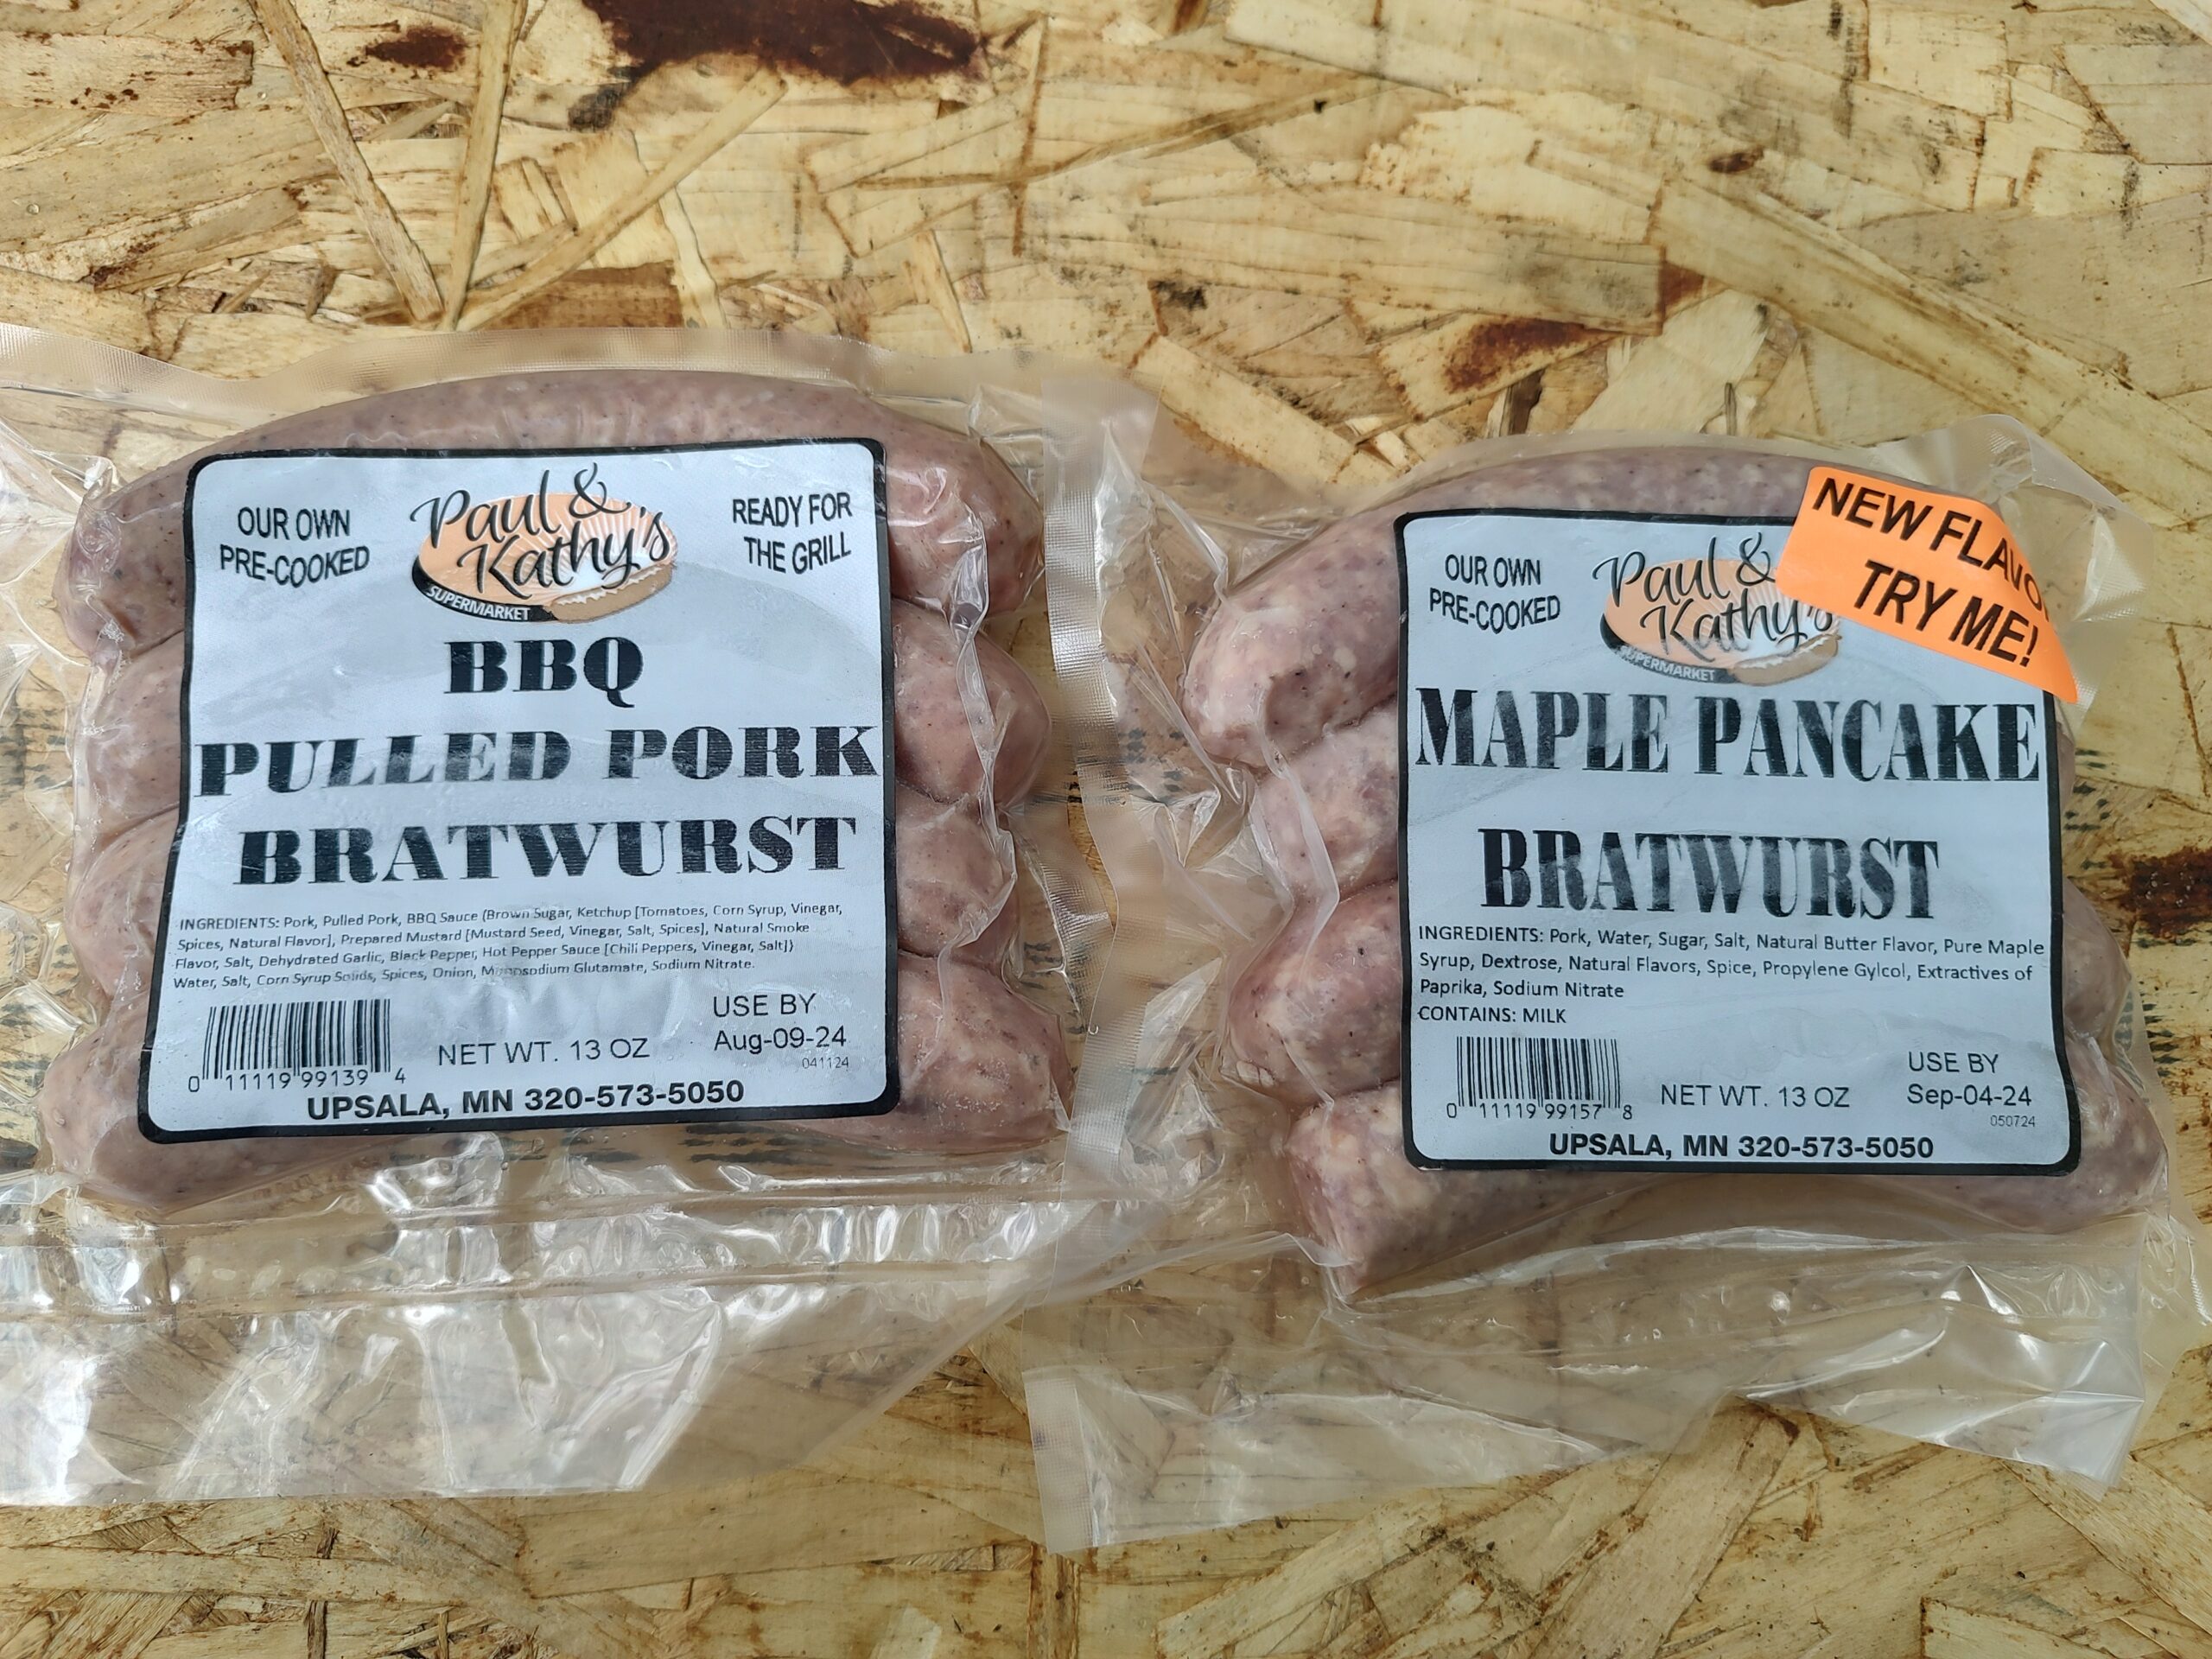 OUR OWN
PRE-COOKED
Paul &
Kathy's
SUPERMARKET
READY FOR
THE GRILL
BBQ
PULLED PORK
BRATWURST
INGREDIENTS: Pork, Pulled Pork, BBQ Sauce (Brown Sugar, Ketchup [Tomatoes, Corn Syrup, Vinegar,
Spices, Natural Flavor], Prepared Mustard [Mustard Seed, Vinegar, Salt, Spices], Natural Smoke
Flavor, Salt, Dehydrated Garlic, Black Pepper, Hot Pepper Sauce [Chili Peppers, Vinegar, Salt])
Water, Salt, Corn Syrup Solids, Spices, Onion, Monosodium Glutamate, Sodium Nitrate.
0 11119 99139 4
NET WT. 13 OZ
USE BY
Aug-09-24
041124
UPSALA, MN 320-573-5050
OUR OWN
PRE-COOKED
Paul &
Kathy's
SUPERMARKET
NEW FLAVO
TRY ME!
MAPLE PANCAKE
BRATWURST
INGREDIENTS: Pork, Water, Sugar, Salt, Natural Butter Flavor, Pure Maple
Syrup, Dextrose, Natural Flavors, Spice, Propylene Gylcol, Extractives of
Paprika, Sodium Nitrate
CONTAINS: MILK
0 11119 99157 8
NET WT. 13 OZ
USE BY
Sep-04-24
050724
UPSALA, MN 320-573-5050